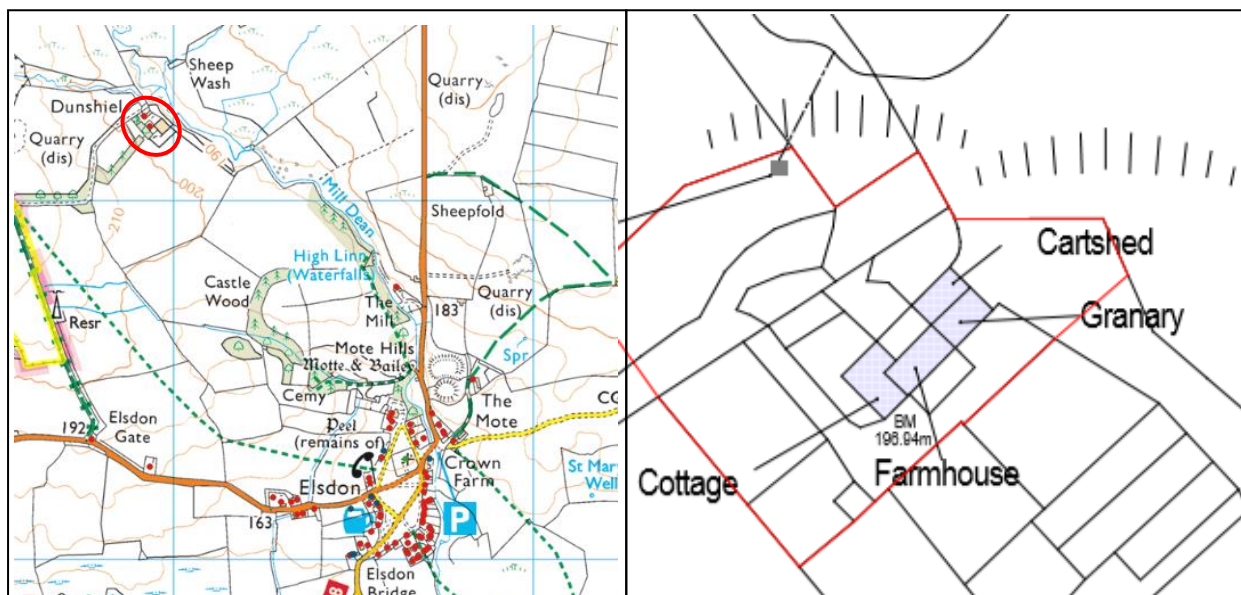 Sheep
Wash
Dunshiel
Quarry
(dis)
Quarry
(dis)
190
200
210
Mill Dean
Sheepfold
High Linn
(Waterfalls)
Castle
Wood
Quarry
(dis)
The
Mill
183
Resr
Spr
Mote Hills
Motte & Bailey
Cemy
The
Mote
Elsdon
Gate
192
Peel
(remains of)
Crown
Farm
St Mary
Well
Elsdon
163
P
Elsdon
Bridge
8
Cartshed
Granary
BM
196.94m
Farmhouse
Cottage